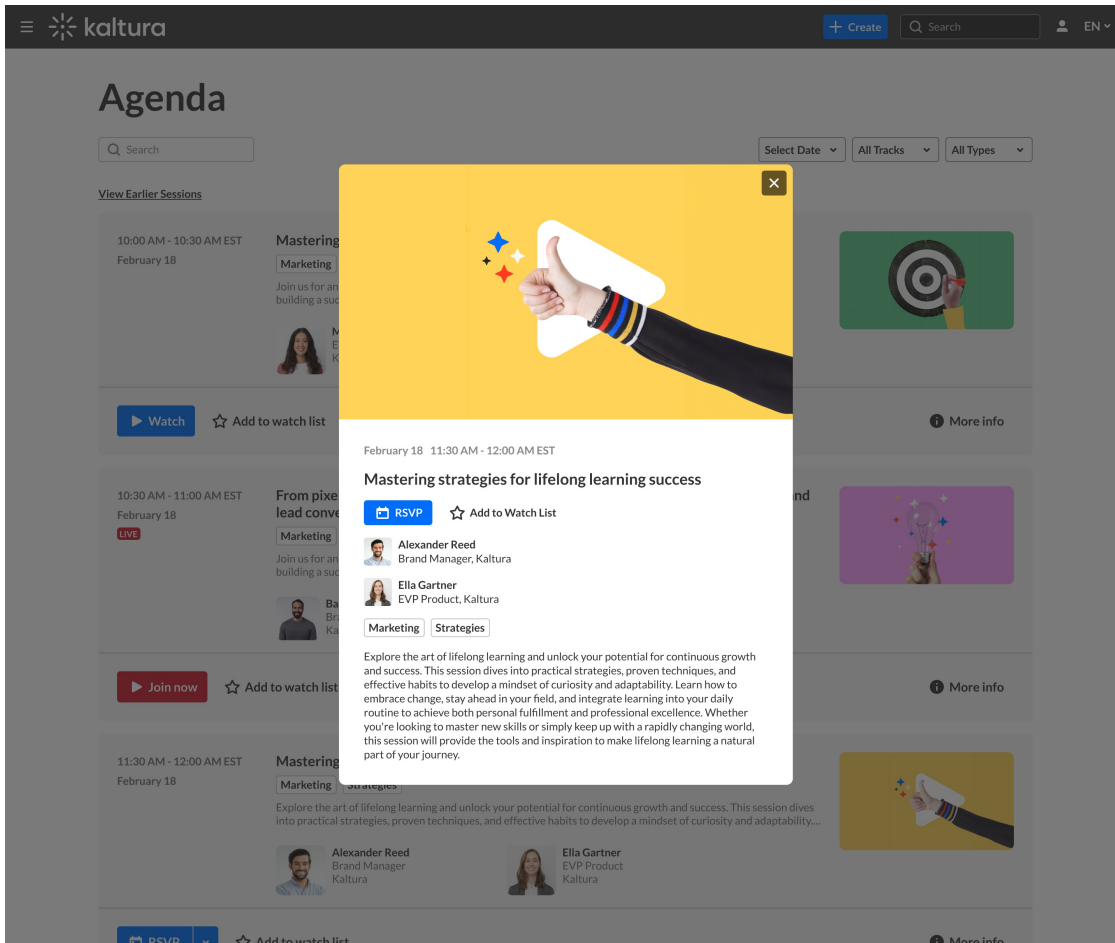 kaltura
Create
Search
EN
Agenda
Search
Select Date
All Tracks
All Types
View Earlier Sessions
10:00 AM - 10:30 AM EST
February 18
Mastering
Marketing
Join us for an
building a suc
Watch
Add to watch list
More info
10:30 AM - 11:00 AM EST
February 18
LIVE
From pixe
lead conve
nd
Marketing
Join us for an
building a suc
Ba
Bra
Ka
Join now
Add to watch list
More info
February 18 11:30 AM - 12:00 AM EST
Mastering strategies for lifelong learning success
RSVP
Add to Watch List
Alexander Reed
Brand Manager, Kaltura
Ella Gartner
EVP Product, Kaltura
Marketing Strategies
Explore the art of lifelong learning and unlock your potential for continuous growth
and success. This session dives into practical strategies, proven techniques, and
effective habits to develop a mindset of curiosity and adaptability. Learn how to
embrace change, stay ahead in your field, and integrate learning into your daily
routine to achieve both personal fulfillment and professional excellence. Whether
you're looking to master new skills or simply keep up with a rapidly changing world,
this session will provide the tools and inspiration to make lifelong learning a natural
part of your journey.
11:30 AM - 12:00 AM EST
February 18
Mastering
Marketing Strategies
Explore the art of lifelong learning and unlock your potential for continuous growth and success. This session dives
into practical strategies, proven techniques, and effective habits to develop a mindset of curiosity and adaptability....
Alexander Reed
Brand Manager
Kaltura
Ella Gartner
EVP Product
Kaltura
RSVP
Add to watch list
More info